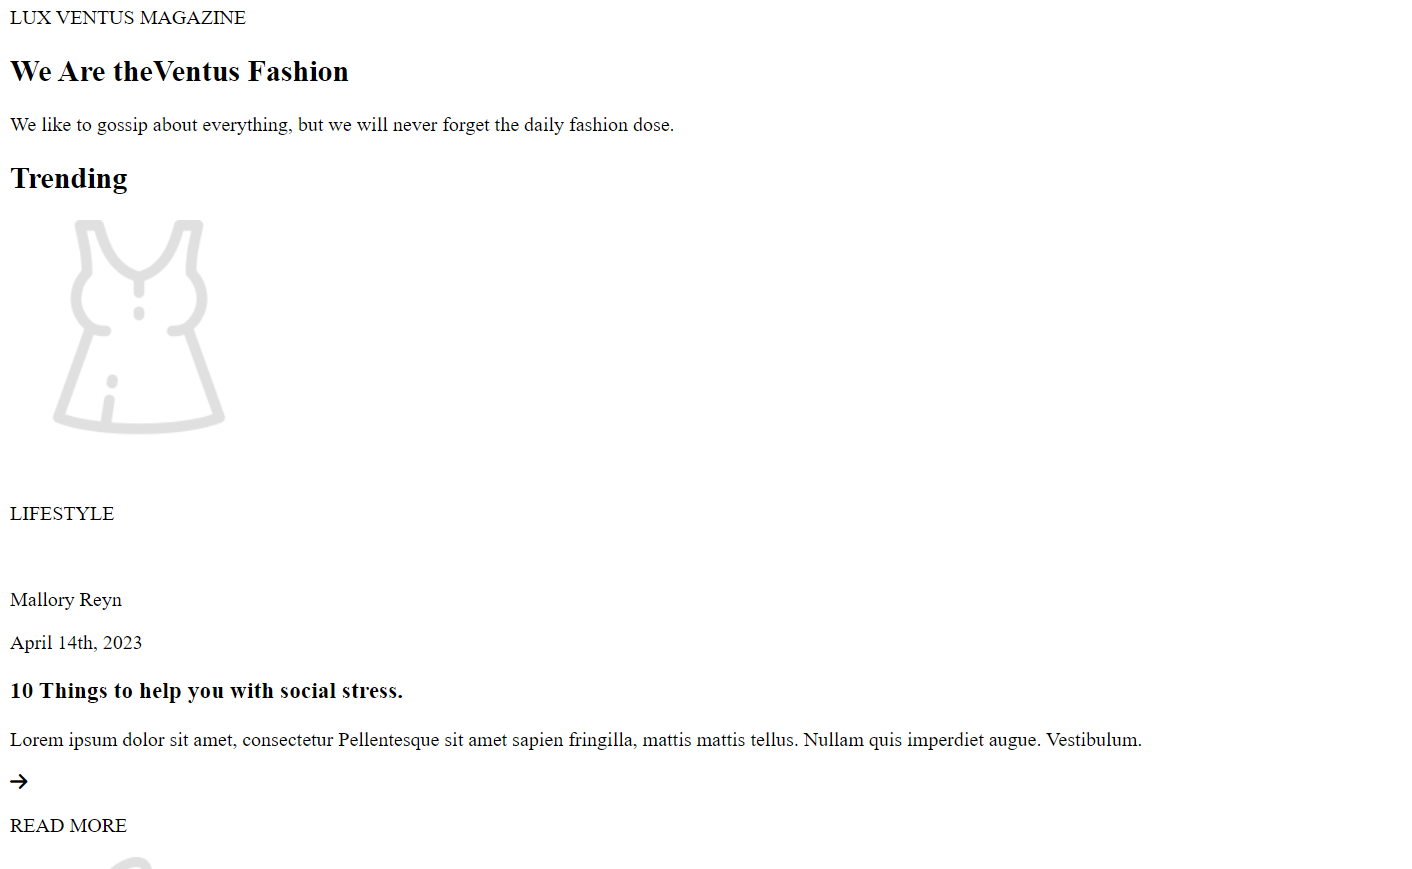 LUX VENTUS MAGAZINE
We Are theVentus Fashion
We like to gossip about everything, but we will never forget the daily fashion dose.
Trending
LIFESTYLE
Mallory Reyn
April 14th, 2023
10 Things to help you with social stress.
Lorem ipsum dolor sit amet, consectetur Pellentesque sit amet sapien fringilla, mattis mattis tellus. Nullam quis imperdiet augue. Vestibulum.
READ MORE